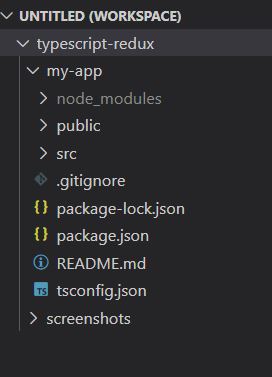 UNTITLED (WORKSPACE)
typescript-redux
my-app
node_modules
public
src
.gitignore
{} package-lock.json
{} package.json
README.md
TS tsconfig.json
screenshots